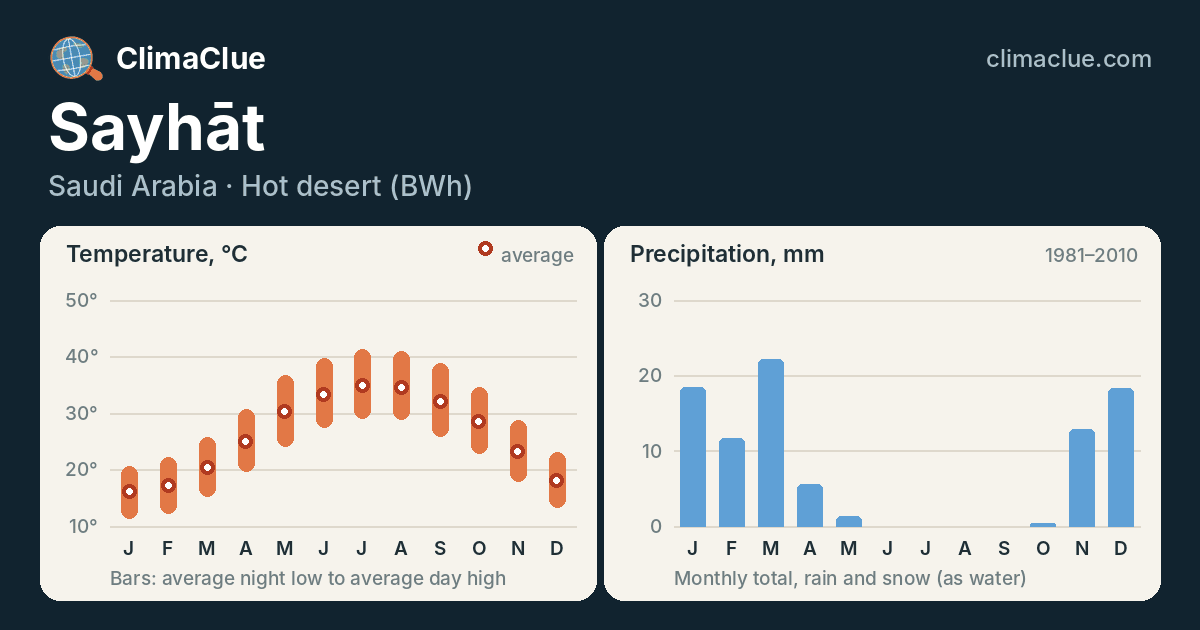 ClimaClue
climaclue.com
Sayhāt
Saudi Arabia · Hot desert (BWh)
Temperature, °C
average
50°
40°
30°
20°
10°
J F M A M J J A S O N D
Bars: average night low to average day high
Precipitation, mm
1981–2010
30
20
10
0
J F M A M J J A S O N D
Monthly total, rain and snow (as water)